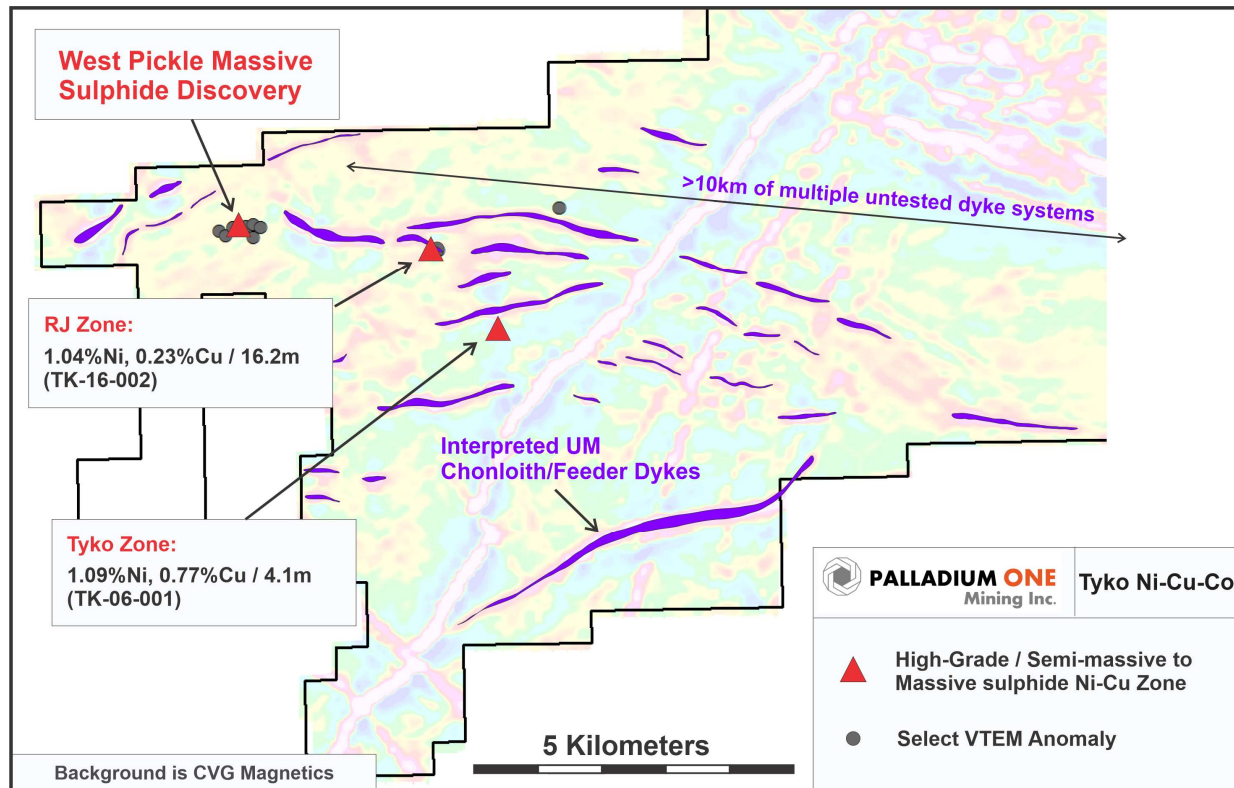 West Pickle Massive
Sulphide Discovery
>10km of multiple untested dyke systems
RJ Zone:
1.04%Ni, 0.23%Cu / 16.2m
(TK-16-002)
Interpreted UM
Chonloith/Feeder Dykes
Tyko Zone:
1.09%Ni, 0.77%Cu / 4.1m
(TK-06-001)
PALLADIUM ONE
Mining Inc.
Tyko Ni-Cu-Co
High-Grade / Semi-massive to
Massive sulphide Ni-Cu Zone
Select VTEM Anomaly
5 Kilometers
Background is CVG Magnetics